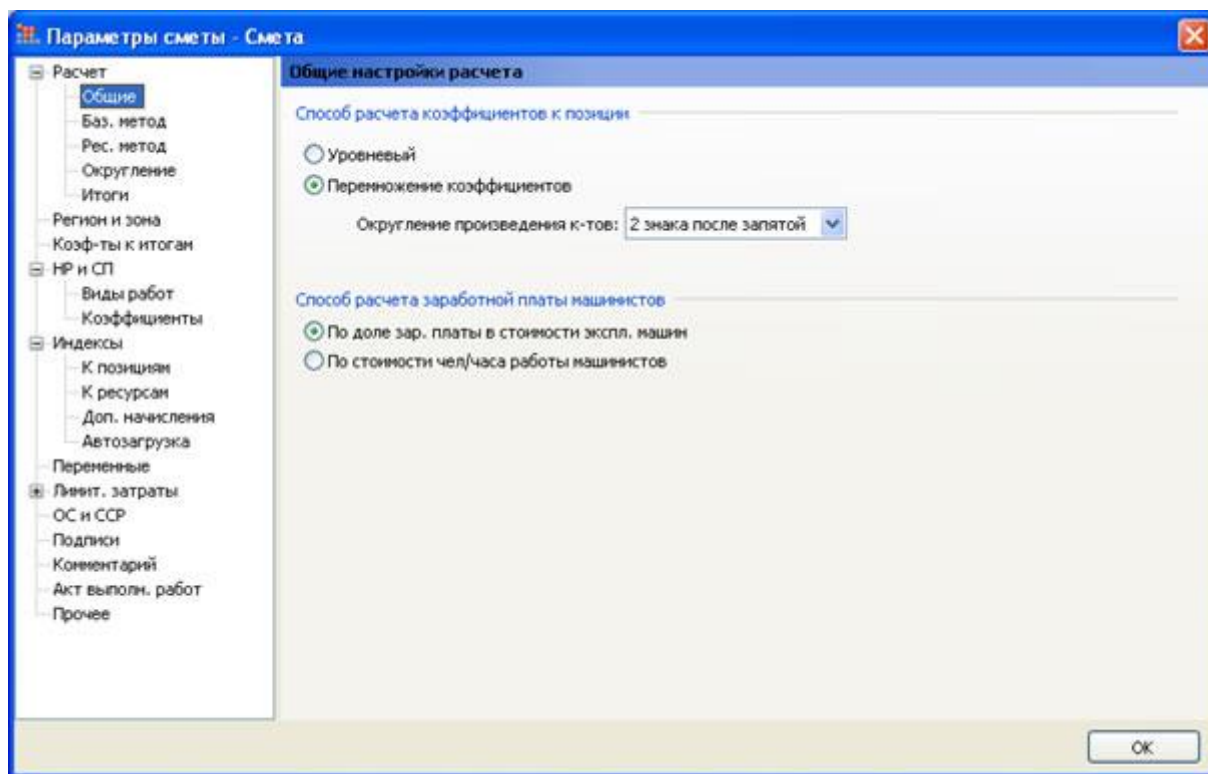 Параметры сметы - Смета
Расчет
Общие
Баз. метод
Рес. метод
Округление
Итоги
Регион и зона
Коэф-ты к итогам
НР и СП
Виды работ
Коэффициенты
Индексы
К позициям
К ресурсам
Доп. начисления
Автозагрузка
Переменные
Лимит. затраты
ОС и ССР
Подписи
Комментарий
Акт выполн. работ
Прочее
Общие настройки расчета
Способ расчета коэффициентов к позиции
Уровневый
Перемножение коэффициентов
Округление произведения к-тов: 2 знака после запятой
Способ расчета заработной платы машинистов
По доле зар. платы в стоимости экспл. машин
По стоимости чел/часа работы машинистов
ОК